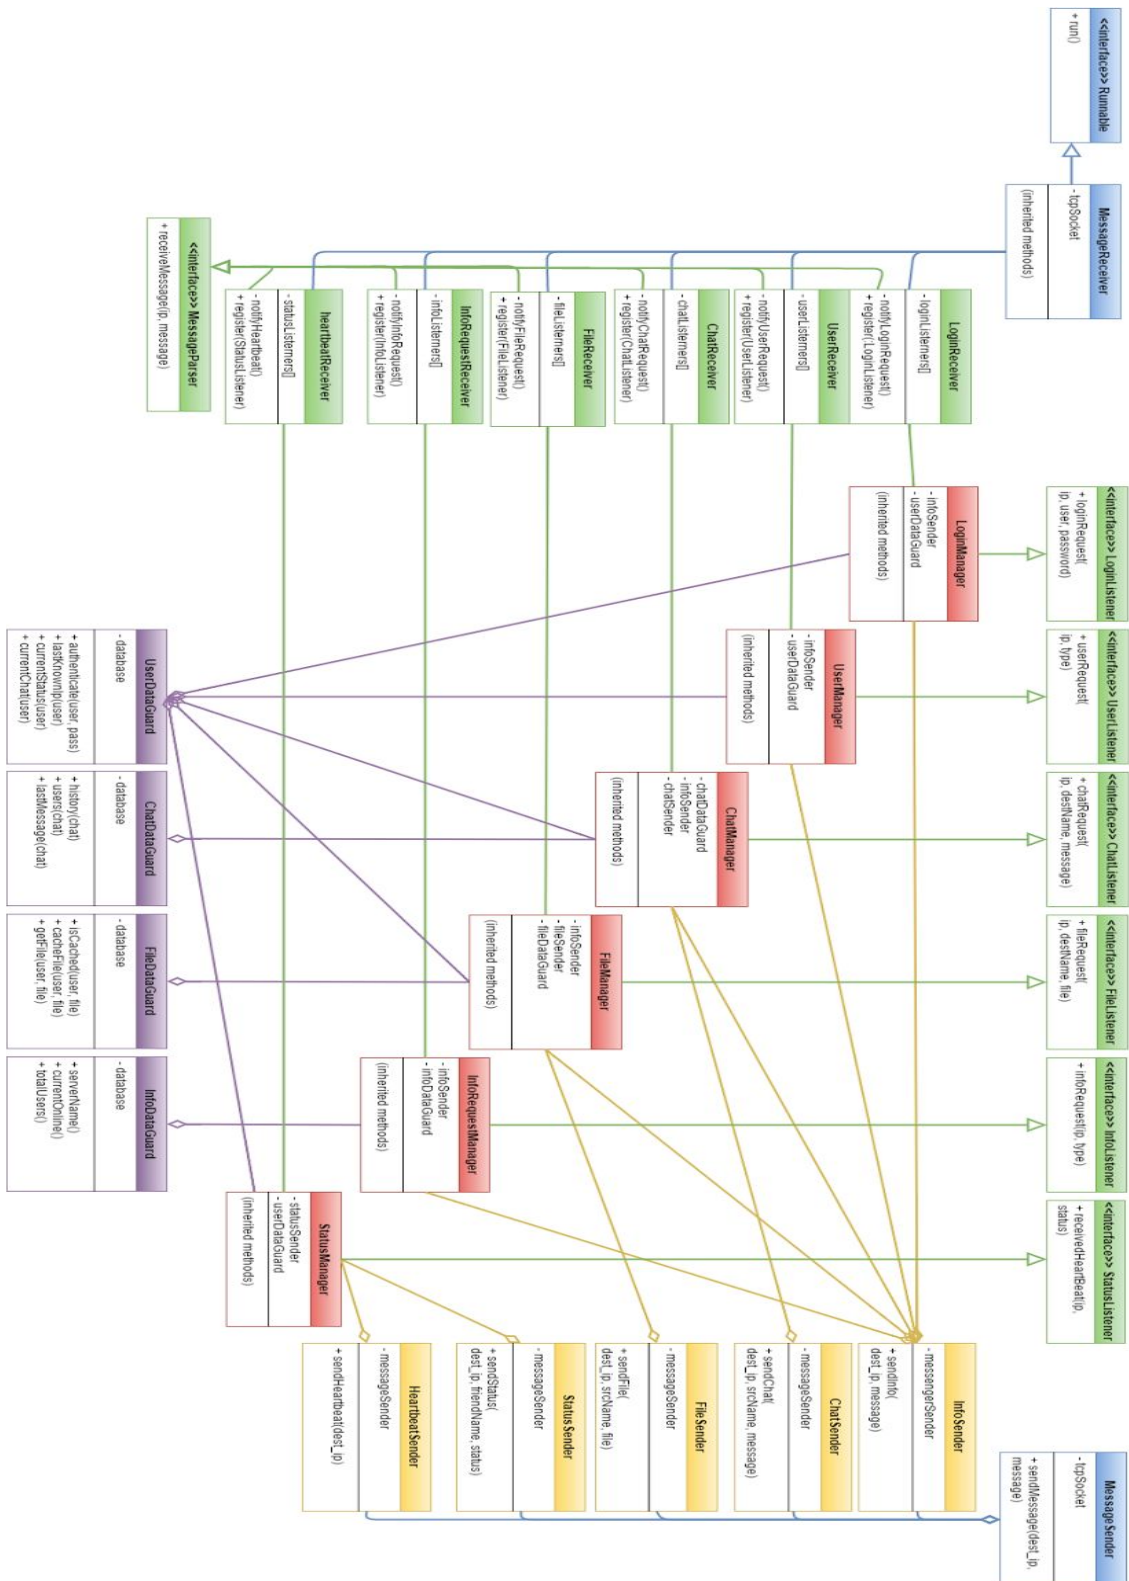 <<interface>> Runnable
+ run()
MessageReceiver
- tcpSocket
(inherited methods)
LoginReceiver
- loginListeners[]
- notifyLoginRequest()
+ register(LoginListener)
UserReceiver
- userListerners[]
- notifyUserRequest()
+ register(UserListener)
ChatReceiver
- chatListerners[]
- notifyChatRequest()
+ register(ChatListener)
FileReceiver
- fileListerners[]
- notifyFileRequest()
+ register(FileListener)
InfoRequestReceiver
- infoListerners[]
- notifyInfoRequest()
+ register(InfoListener)
heartbeatReceiver
- statusListerners[]
- notifyHeartbeat()
+ register(StatusListener)
<<interface>> MessageParser
+ receiveMessage(ip, message)
<<interface>> LoginListener
+ loginRequest(
ip, user, password)
<<interface>> UserListener
+ userRequest(
ip, type)
<<interface>> ChatListener
+ chatRequest(
ip, destName, message)
<<interface>> FileListener
+ fileRequest(
ip, destName, file)
<<interface>> InfoListener
+ infoRequest(ip, type)
<<interface>> StatusListener
+ receivedHeartBeat(ip,
status)
LoginManager
- infoSender
- userDataGuard
(inherited methods)
UserManager
- infoSender
- userDataGuard
(inherited methods)
ChatManager
- chatDataGuard
- infoSender
- chatSender
(inherited methods)
FileManager
- infoSender
- fileSender
- fileDataGuard
(inherited methods)
InfoRequestManager
- infoSender
- infoDataGuard
(inherited methods)
StatusManager
- statusSender
- userDataGuard
(inherited methods)
UserDataGuard
- database
+ authenticate(user, pass)
+ lastKnownIp(user)
+ currentStatus(user)
+ currentChat(user)
ChatDataGuard
- database
+ history(chat)
+ users(chat)
+ lastMessage(chat)
FileDataGuard
- database
+ isCached(user, file)
+ cacheFile(user, file)
+ getFile(user, file)
InfoDataGuard
- database
+ serverName()
+ currentOnline()
+ totalUsers()
InfoSender
- messengerSender
+ sendInfo(
dest_ip, message)
ChatSender
- messageSender
+ sendChat(
dest_ip, srcName, message)
FileSender
- messageSender
+ sendFile(
dest_ip, srcName, file)
StatusSender
- messageSender
+ sendStatus(
dest_ip, friendName, status)
HeartbeatSender
- messageSender
+ sendHeartbeat(dest_ip)
MessageSender
- tcpSocket
+ sendMessage(dest_ip,
message)